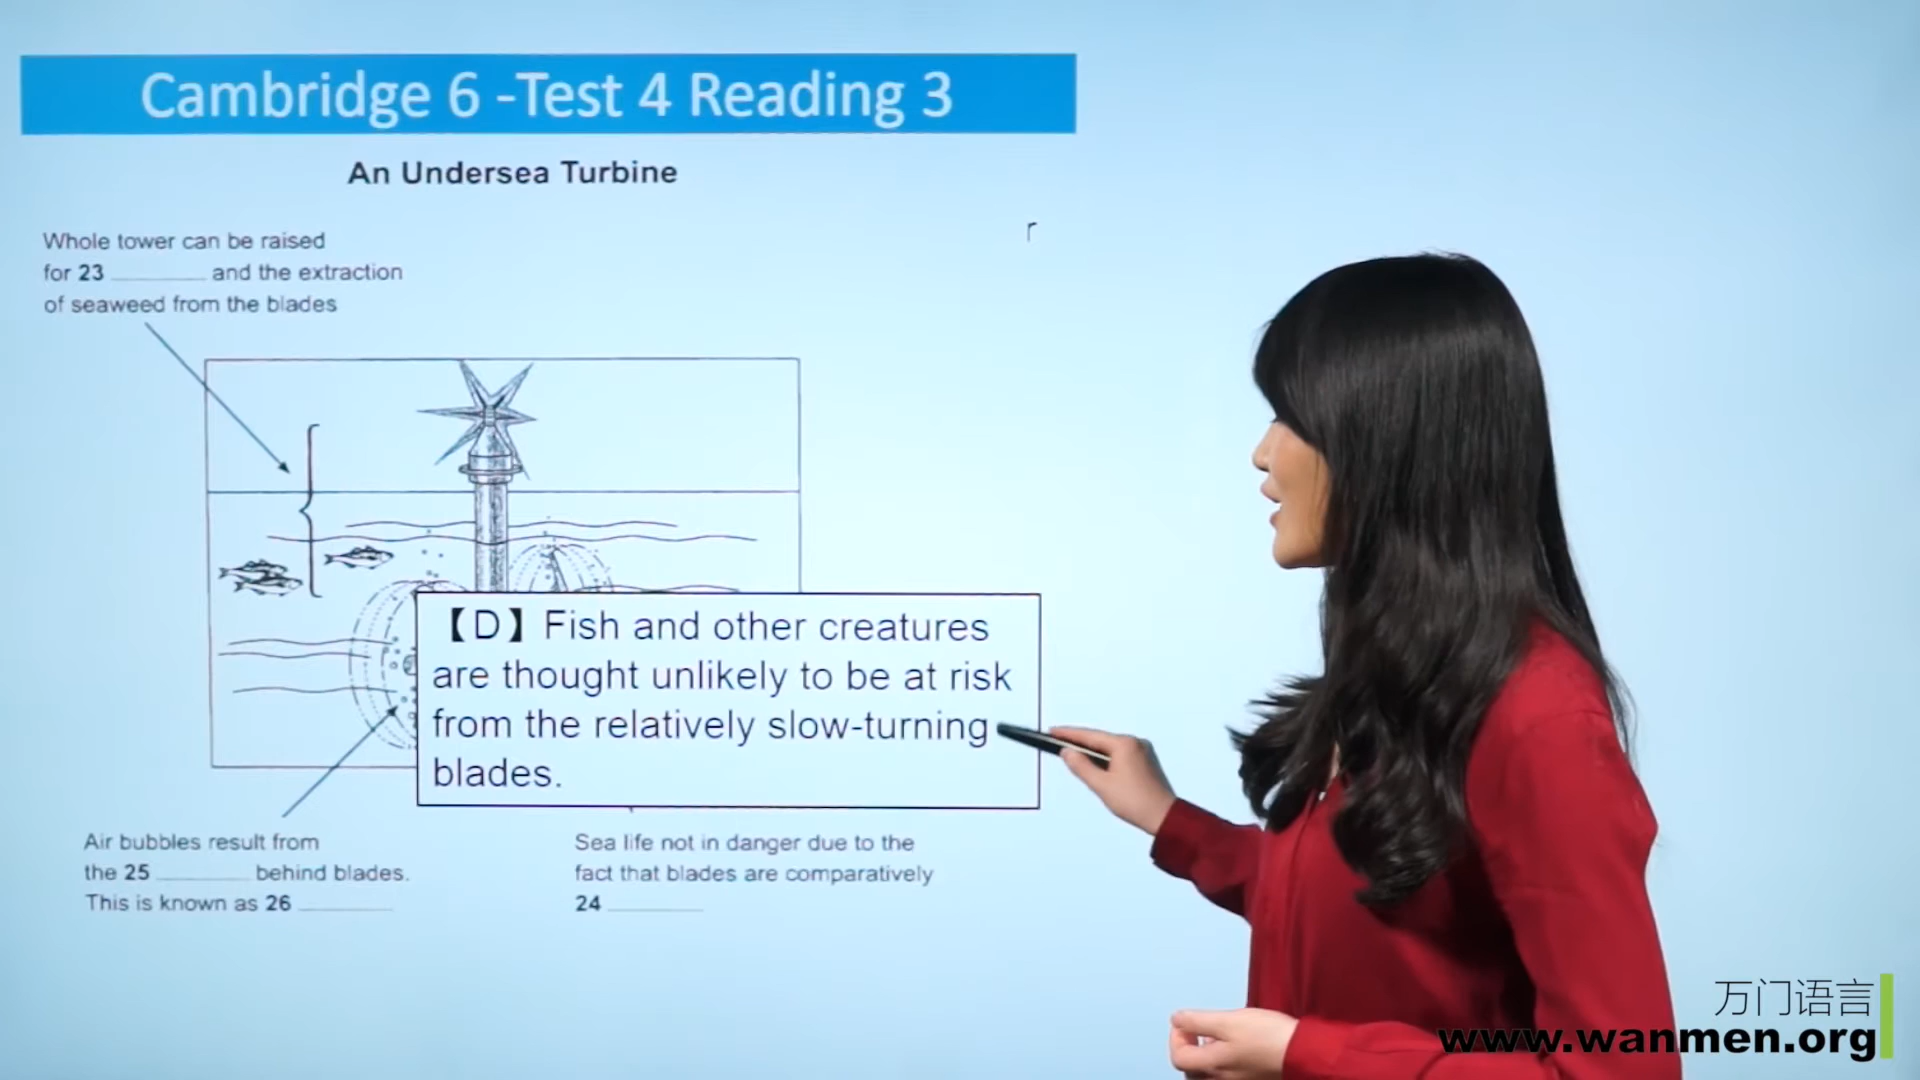 Cambridge 6 -Test 4 Reading 3
An Undersea Turbine
Whole tower can be raised
for 23 ________ and the extraction
of seaweed from the blades
r
【D】Fish and other creatures
are thought unlikely to be at risk
from the relatively slow-turning
blades.
Air bubbles result from
the 25 ________ behind blades.
This is known as 26 ________
Sea life not in danger due to the
fact that blades are comparatively
24 ________
万门语言
www.wanmen.org